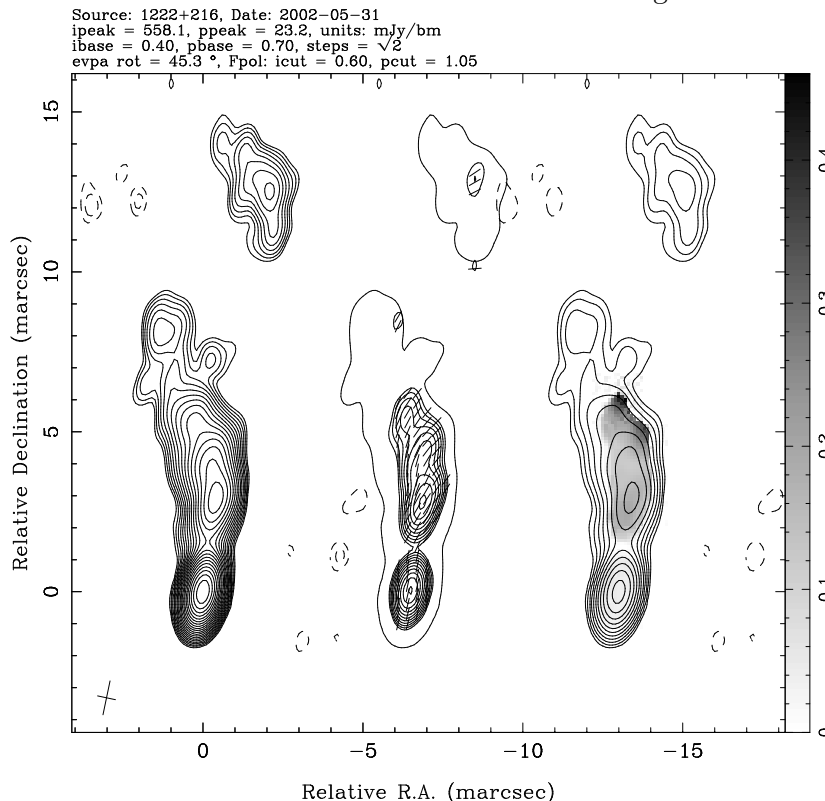 Source: 1222+216, Date: 2002-05-31
ipeak = 558.1, ppeak = 23.2, units: mJy/bm
ibase = 0.40, pbase = 0.70, steps = √2
evpa rot = 45.3 °, Fpol: icut = 0.60, pcut = 1.05
15
10
5
0
Relative Declination (marcsec)
0 -5 -10 -15
Relative R.A. (marcsec)